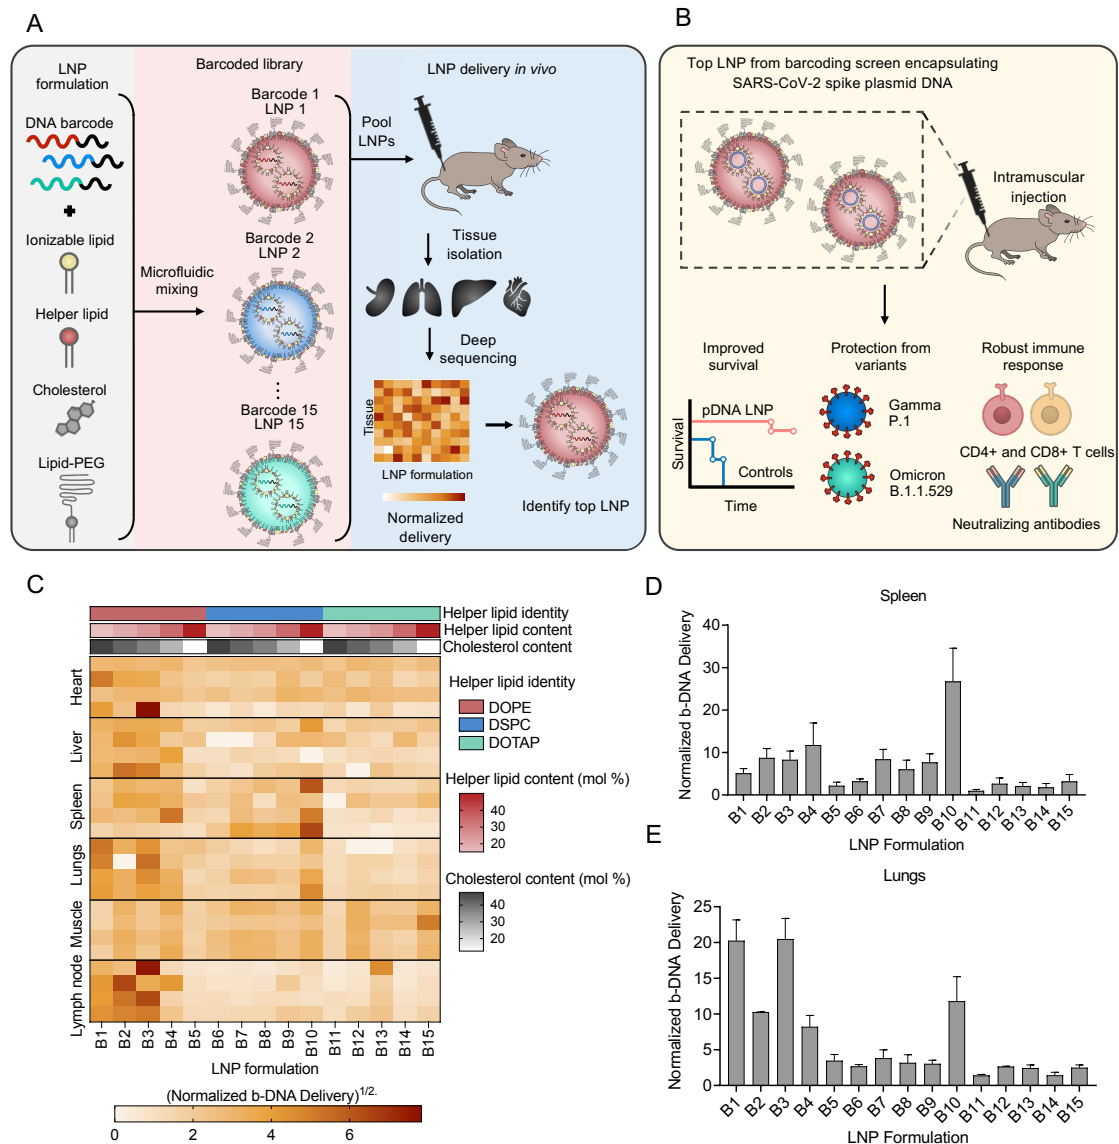 A
LNP
formulation
DNA barcode
Ionizable lipid
Helper lipid
Cholesterol
Lipid-PEG
Microfluidic
mixing
Barcoded library
Barcode 1
LNP 1
Barcode 2
LNP 2
Barcode 15
LNP 15
LNP delivery in vivo
Pool
LNPs
Tissue
isolation
Deep
sequencing
Tissue
LNP formulation
Normalized
delivery
Identify top LNP
B
Top LNP from barcoding screen encapsulating
SARS-CoV-2 spike plasmid DNA
Intramuscular
injection
Improved
survival
Survival
pDNA LNP
Controls
Time
Protection from
variants
Gamma
P.1
Omicron
B.1.1.529
Robust immune
response
CD4+ and CD8+ T cells
Neutralizing antibodies
C
Helper lipid identity
Helper lipid content
Cholesterol content
Heart
Liver
Spleen
Lungs
Muscle
Lymph node
B1
B2
B3
B4
B5
B6
B7
B8
B9
B10
B11
B12
B13
B14
B15
LNP formulation
(Normalized b-DNA Delivery)1/2.
0 2 4 6
Helper lipid identity
DOPE
DSPC
DOTAP
Helper lipid content (mol %)
40
30
20
Cholesterol content (mol %)
40
30
20
D
Spleen
Normalized b-DNA Delivery
40
30
20
10
0
B1
B2
B3
B4
B5
B6
B7
B8
B9
B10
B11
B12
B13
B14
B15
LNP Formulation
E
Lungs
Normalized b-DNA Delivery
25
20
15
10
5
0
B1
B2
B3
B4
B5
B6
B7
B8
B9
B10
B11
B12
B13
B14
B15
LNP Formulation